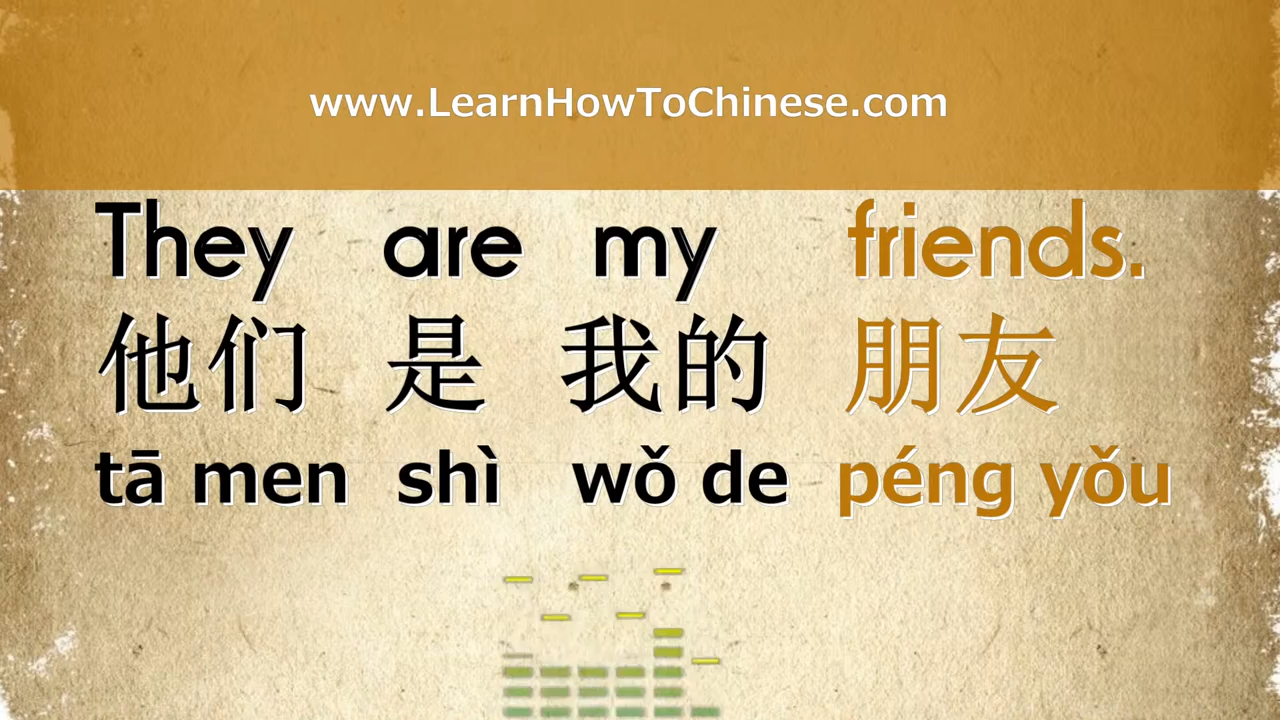 www.LearnHowToChinese.com
They are my friends.
他们 是 我的 朋友
tā men shì wǒ de péng yǒu